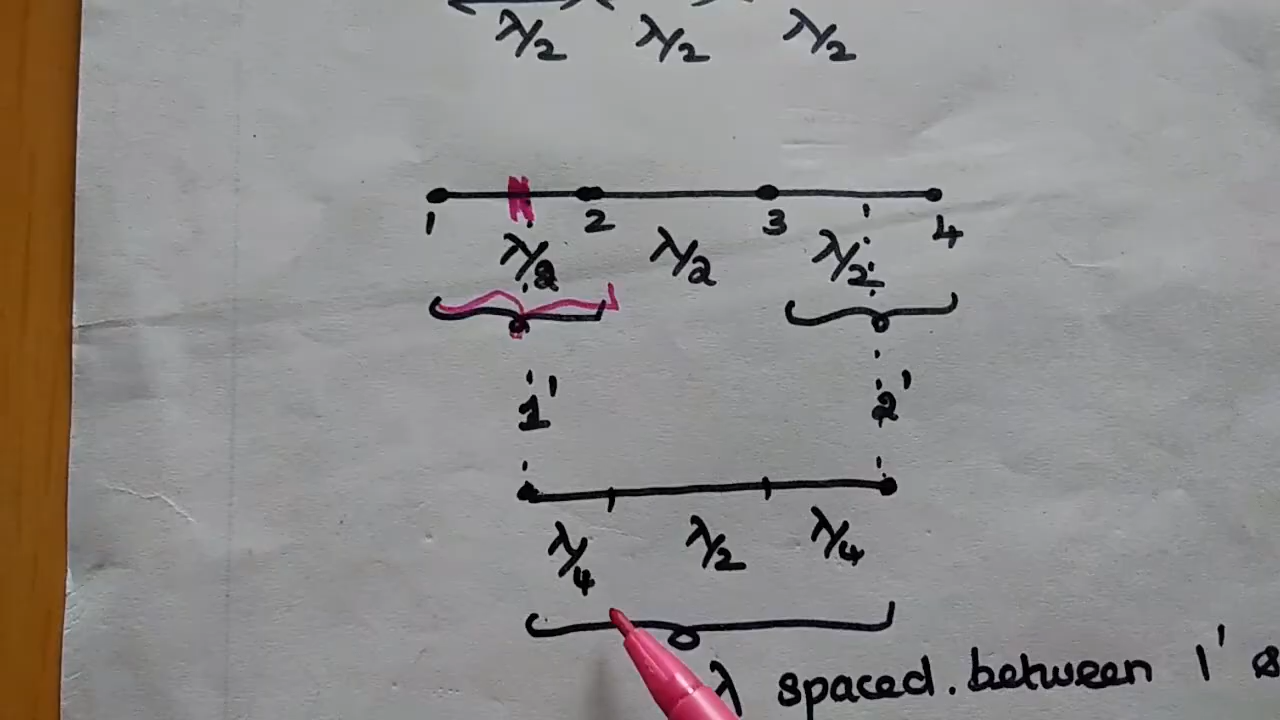 λ/2 λ/2 λ/2
1 2 3 4
λ/2 λ/2 λ/2
1' 2'
λ/4 λ/2 λ/4
λ spaced. between 1'